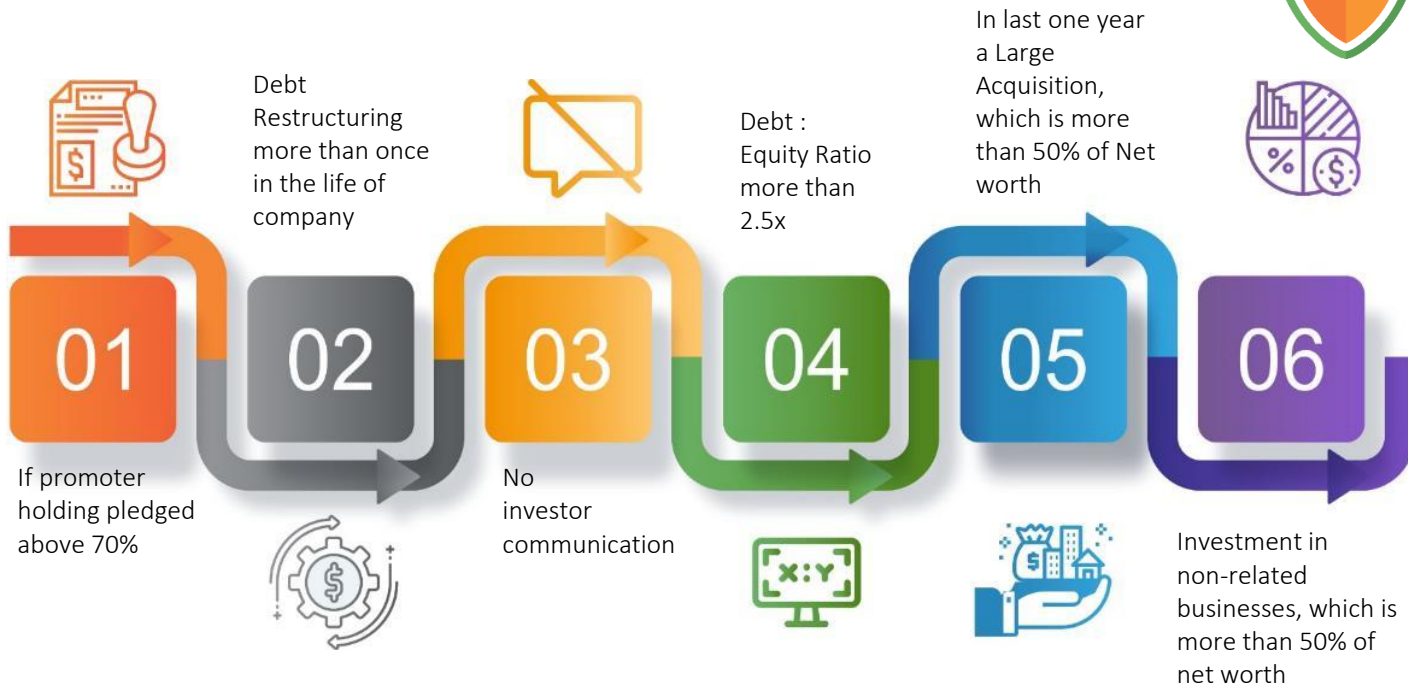 01
If promoter
holding pledged
above 70%
Debt
Restructuring
more than once
in the life of
company
02
03
No
investor
communication
Debt :
Equity Ratio
more than
2.5x
04
X:Y
In last one year
a Large
Acquisition,
which is more
than 50% of Net
worth
05
06
Investment in
non-related
businesses, which is
more than 50% of
net worth
$
$
$
%
$